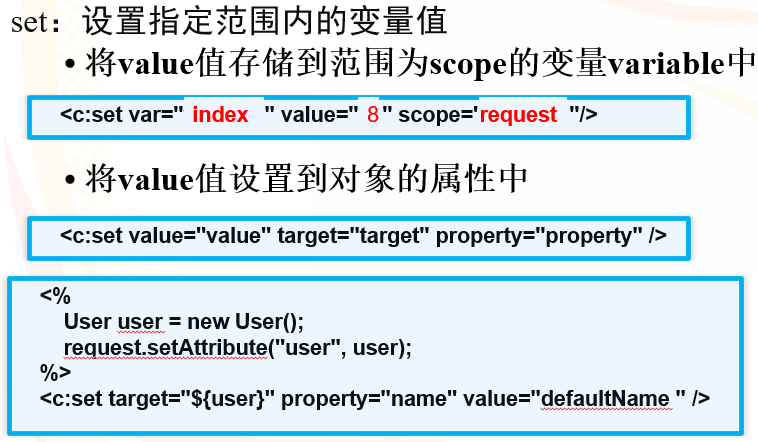 set：设置指定范围内的变量值
• 将value值存储到范围为scope的变量variable中
<c:set var=" index " value=" 8 " scope='request "/>
• 将value值设置到对象的属性中
<c:set value="value" target="target" property="property" />
<%
User user = new User();
request.setAttribute("user", user);
%>
<c:set target="${user}" property="name" value="defaultName " />